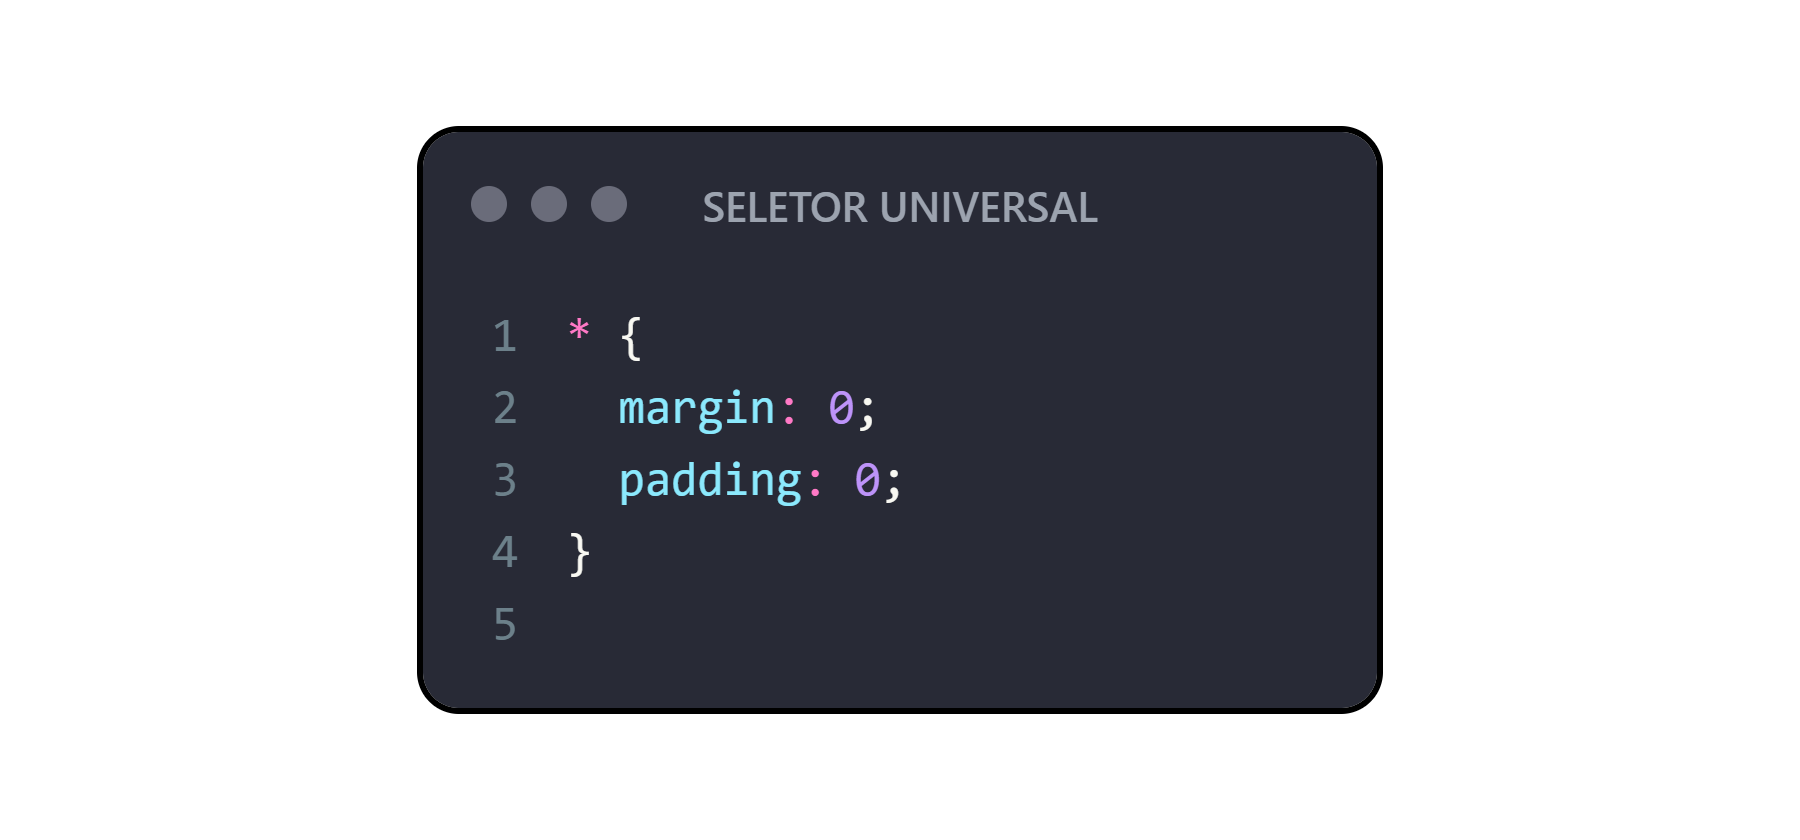 SELETOR UNIVERSAL
1 * {
2   margin: 0;
3   padding: 0;
4 }
5